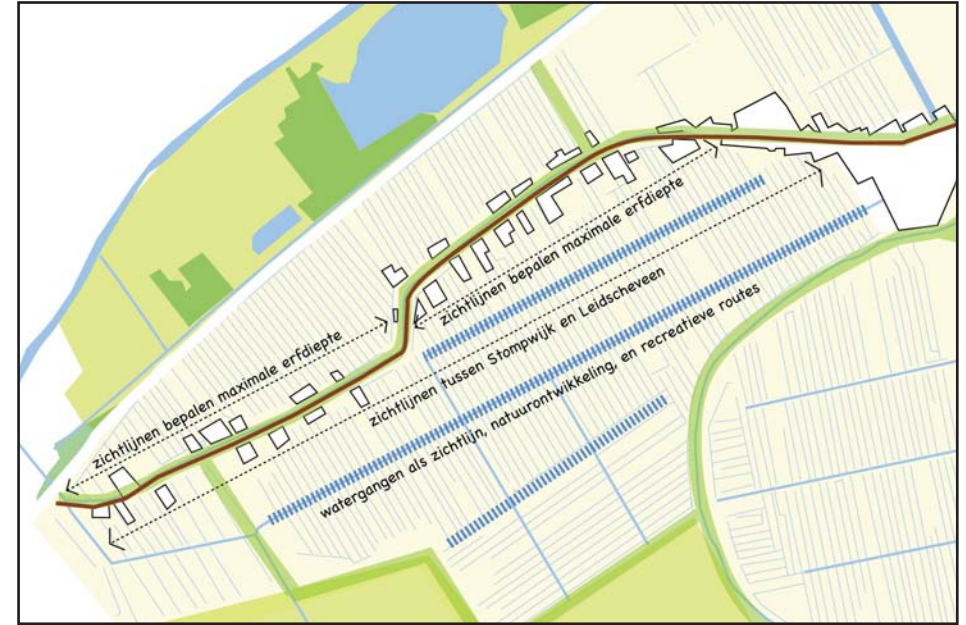 zichtlijnen bepalen maximale erfdiepte
zichtlijnen bepalen maximale erfdiepte
zichtlijnen tussen Stompwijk en Leidscheveen
watergangen als zichtlijn, natuurontwikkeling, en recreatieve routes